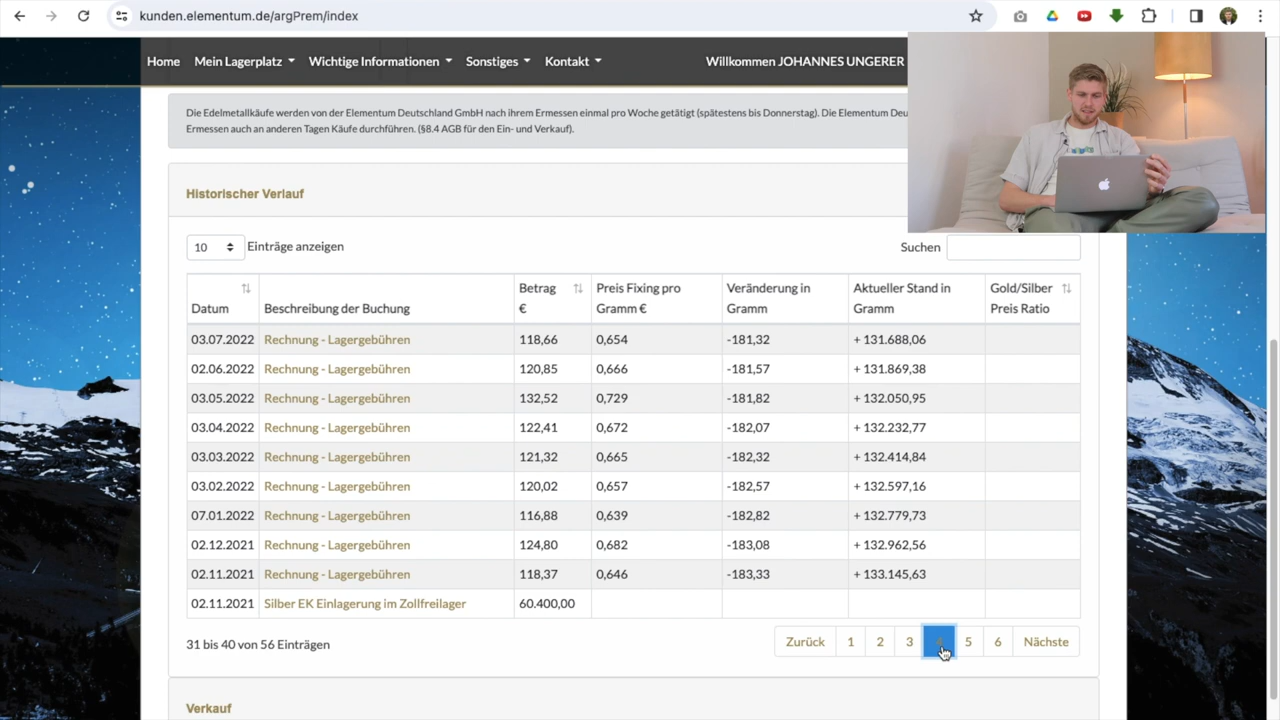 kunden.elementum.de/argPrem/index
Home Mein Lagerplatz Wichtige Informationen Sonstiges Kontakt Willkommen JOHANNES UNGERER
Die Edelmetallkäufe werden von der Elementum Deutschland GmbH nach ihrem Ermessen einmal pro Woche getätigt (spätestens bis Donnerstag). Die Elementum Deu
Ermessen auch an anderen Tagen Käufe durchführen. (§8.4 AGB für den Ein- und Verkauf).
Historischer Verlauf
10 Einträge anzeigen Suchen
Datum Beschreibung der Buchung Betrag € Preis Fixing pro Gramm € Veränderung in Gramm Aktueller Stand in Gramm Gold/Silber Preis Ratio
03.07.2022 Rechnung - Lagergebühren 118,66 0,654 -181,32 + 131.688,06
02.06.2022 Rechnung - Lagergebühren 120,85 0,666 -181,57 + 131.869,38
03.05.2022 Rechnung - Lagergebühren 132,52 0,729 -181,82 + 132.050,95
03.04.2022 Rechnung - Lagergebühren 122,41 0,672 -182,07 + 132.232,77
03.03.2022 Rechnung - Lagergebühren 121,32 0,665 -182,32 + 132.414,84
03.02.2022 Rechnung - Lagergebühren 120,02 0,657 -182,57 + 132.597,16
07.01.2022 Rechnung - Lagergebühren 116,88 0,639 -182,82 + 132.779,73
02.12.2021 Rechnung - Lagergebühren 124,80 0,682 -183,08 + 132.962,56
02.11.2021 Rechnung - Lagergebühren 118,37 0,646 -183,33 + 133.145,63
02.11.2021 Silber EK Einlagerung im Zollfreilager 60.400,00
31 bis 40 von 56 Einträgen Zurück 1 2 3 4 5 6 Nächste
Verkauf